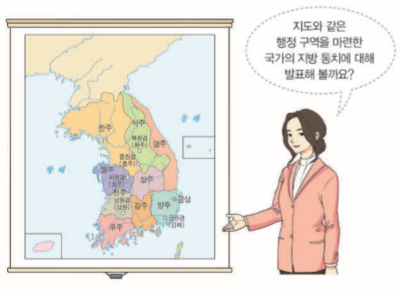 지도와 같은
행정 구역을 마련한
국가의 지방 통치에 대해
발표해 볼까요?
삭주
한주
북원경
(원주)
명주
중원경
(충주)
웅주
서원경
(청주)
상주
전주
금성
남원경
(남원)
강주
양주
금관경
(김해)
무주
동해
황해